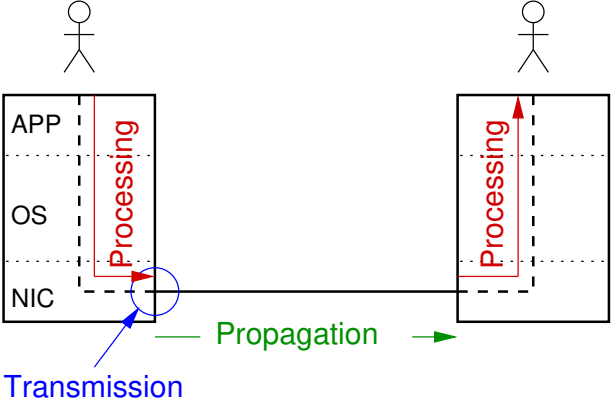 APP
OS
NIC
Processing
Processing
Propagation
Transmission